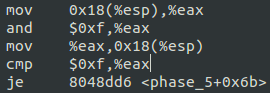 mov    0x18(%esp),%eax
and    $0xf,%eax
mov    %eax,0x18(%esp)
cmp    $0xf,%eax
je     8048dd6 <phase_5+0x6b>